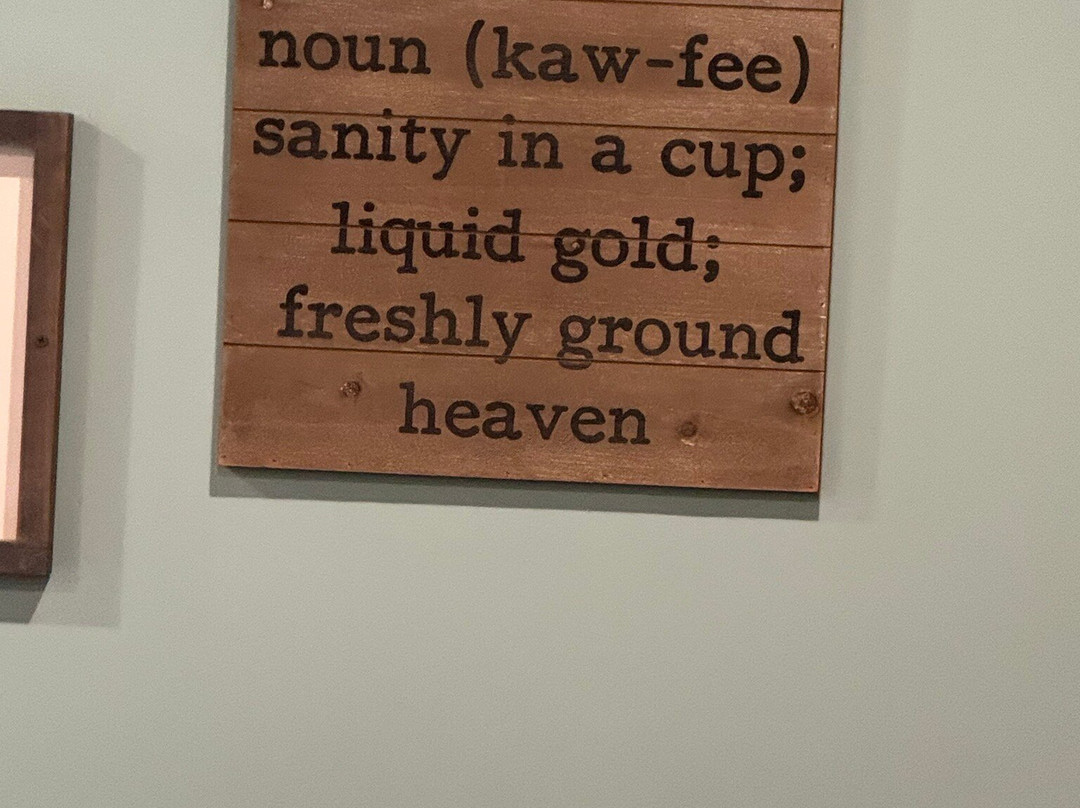 noun (kaw-fee)
sanity in a cup;
liquid gold;
freshly ground
heaven